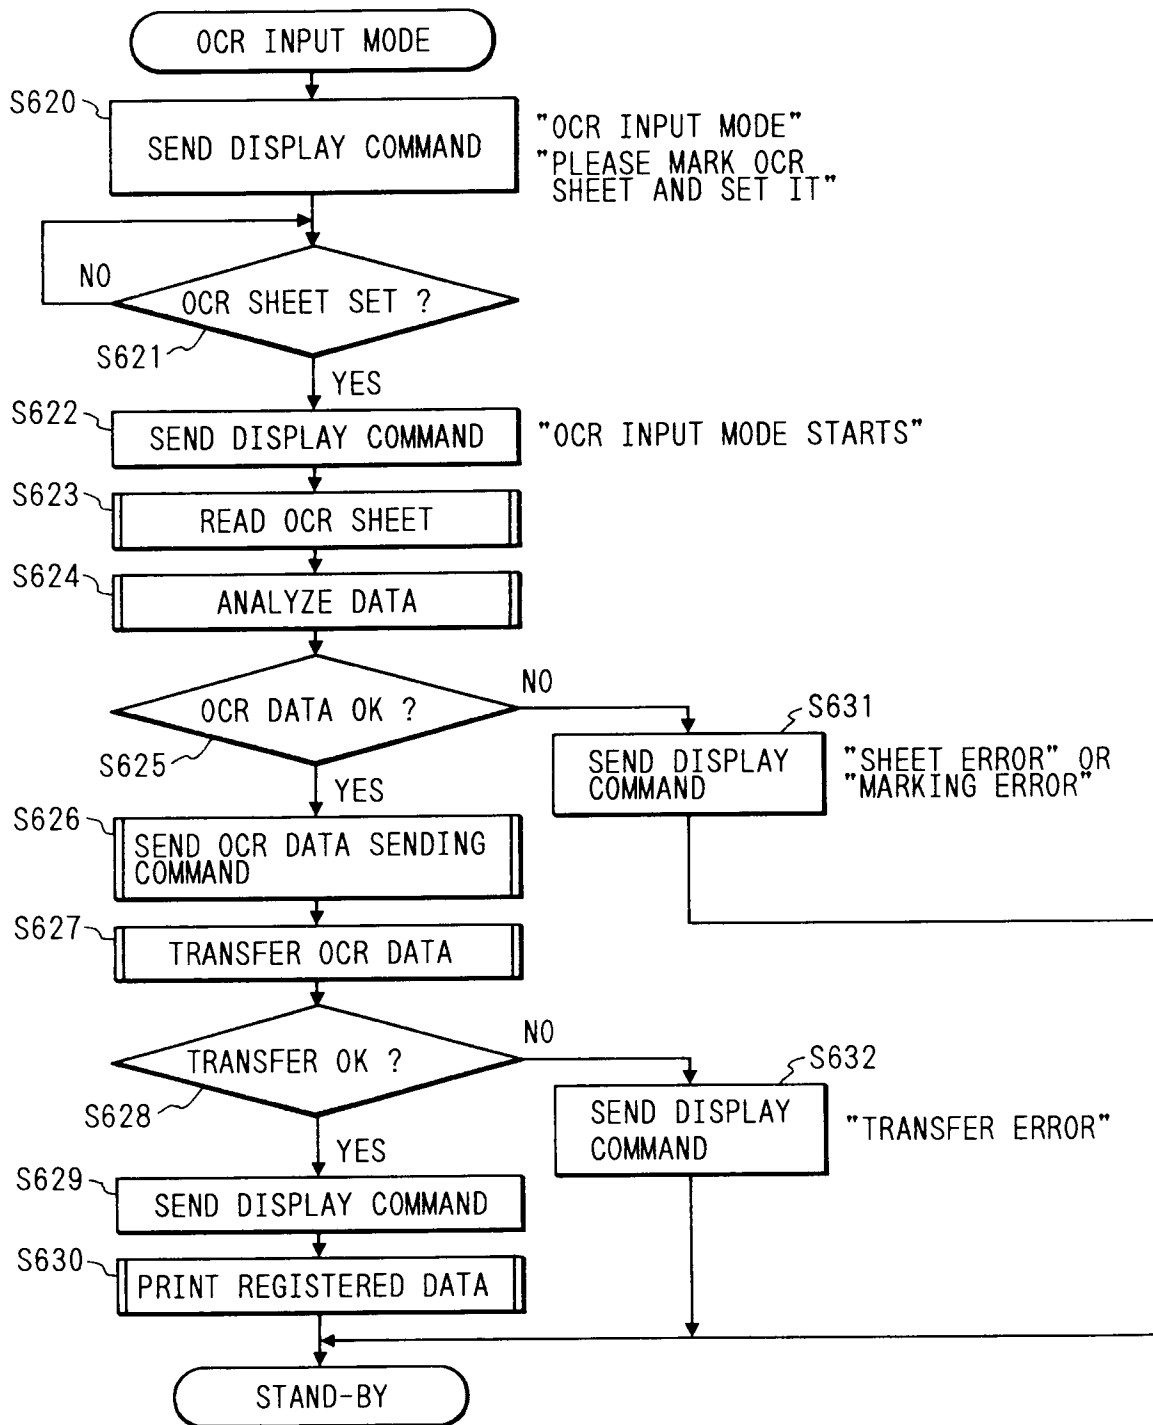 OCR INPUT MODE
S620
SEND DISPLAY COMMAND
"OCR INPUT MODE"
"PLEASE MARK OCR
SHEET AND SET IT"
NO
OCR SHEET SET ?
S621
YES
S622
SEND DISPLAY COMMAND
"OCR INPUT MODE STARTS"
S623
READ OCR SHEET
S624
ANALYZE DATA
OCR DATA OK ?
NO
S625
YES
S631
SEND DISPLAY
COMMAND
"SHEET ERROR" OR
"MARKING ERROR"
S626
SEND OCR DATA SENDING
COMMAND
S627
TRANSFER OCR DATA
TRANSFER OK ?
NO
S628
YES
S632
SEND DISPLAY
COMMAND
"TRANSFER ERROR"
S629
SEND DISPLAY COMMAND
S630
PRINT REGISTERED DATA
STAND-BY